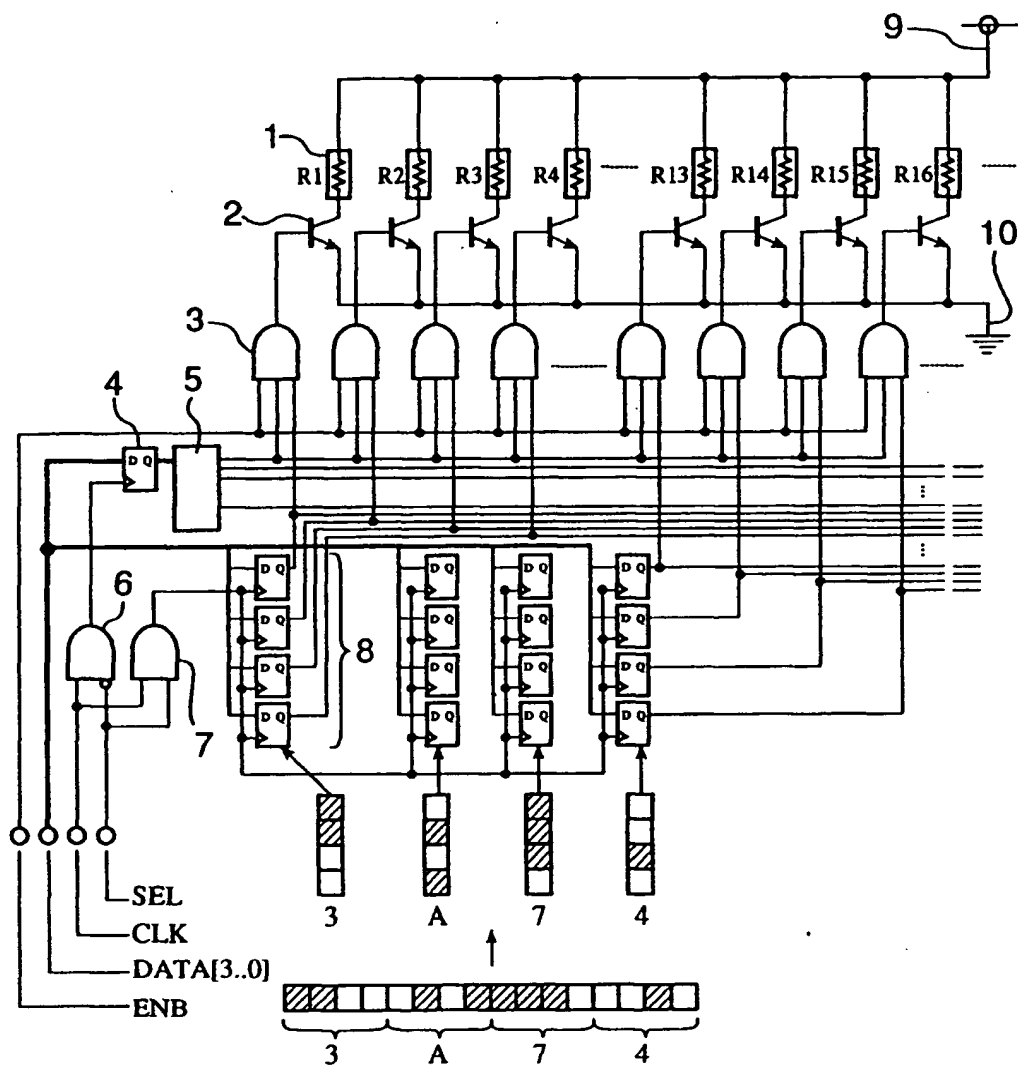 9
1
R1 R2 R3 R4 R13 R14 R15 R16
2
10
3
4 5
D Q
6
D Q D Q D Q D Q
D Q D Q D Q D Q
8
D Q D Q D Q D Q
D Q D Q D Q D Q
7
SEL
3 A 7 4
CLK
DATA[3..0]
ENB
3 A 7 4